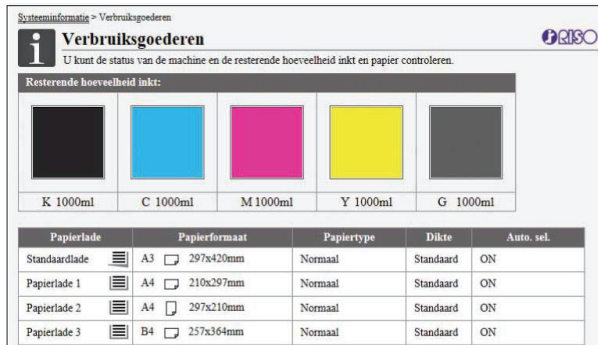 Systeeminformatie > Verbruiksgoederen
Verbruiksgoederen
RISO
U kunt de status van de machine en de resterende hoeveelheid inkt en papier controleren.
Resterende hoeveelheid inkt:
K 1000ml C 1000ml M 1000ml Y 1000ml G 1000ml
Papierlade Papierformaat Papiertype Dikte Auto. sel.
Standaardlade A3 297x420mm Normaal Standaard ON
Papierlade 1 A4 210x297mm Normaal Standaard ON
Papierlade 2 A4 297x210mm Normaal Standaard ON
Papierlade 3 B4 257x364mm Normaal Standaard ON